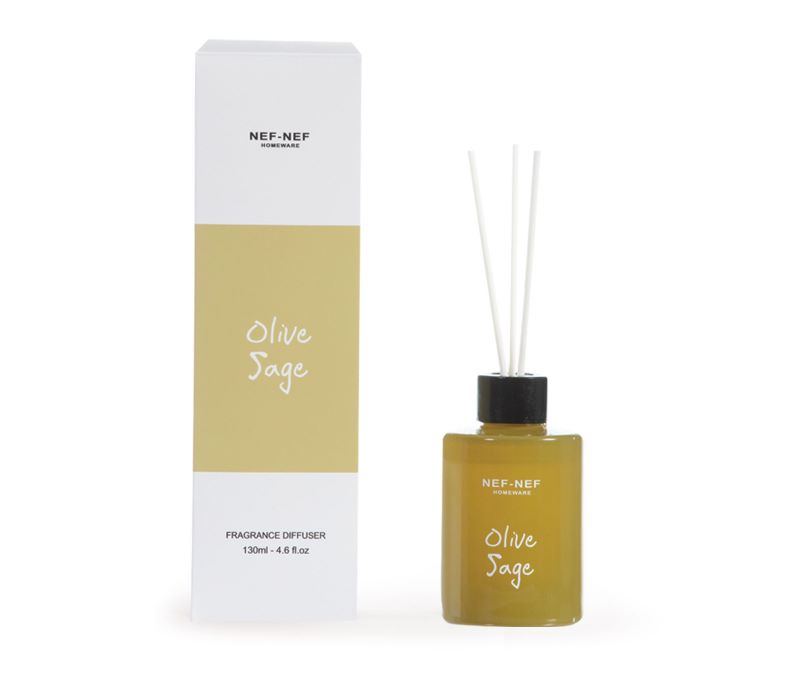 NEF-NEF
HOMEWARE
Olive
Sage
FRAGRANCE DIFFUSER
130ml - 4.6 fl.oz
NEF-NEF
HOMEWARE
Olive
Sage